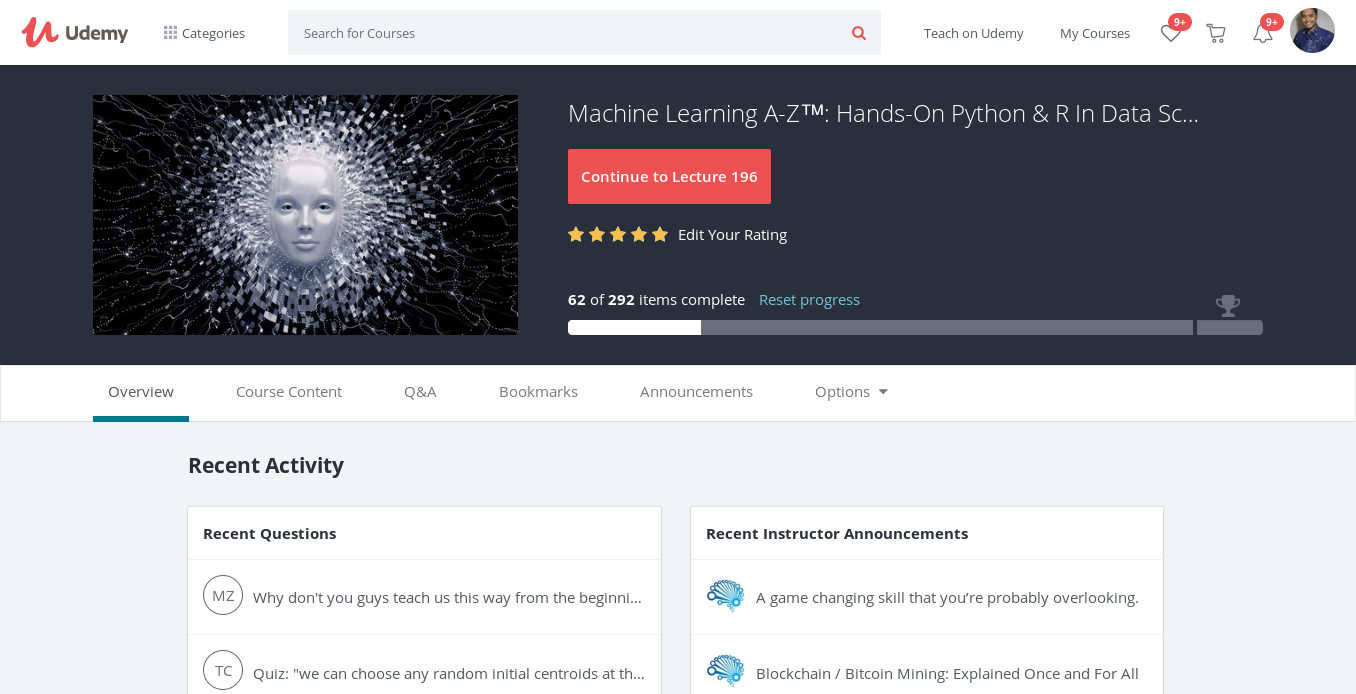 Udemy
Categories
Search for Courses
Teach on Udemy
My Courses
9+
9+
Machine Learning A-Z™: Hands-On Python & R In Data Sc...
Continue to Lecture 196
Edit Your Rating
62 of 292 items complete Reset progress
Overview
Course Content
Q&A
Bookmarks
Announcements
Options
Recent Activity
Recent Questions
MZ Why don't you guys teach us this way from the beginni...
TC Quiz: "we can choose any random initial centroids at th...
Recent Instructor Announcements
A game changing skill that you’re probably overlooking.
Blockchain / Bitcoin Mining: Explained Once and For All